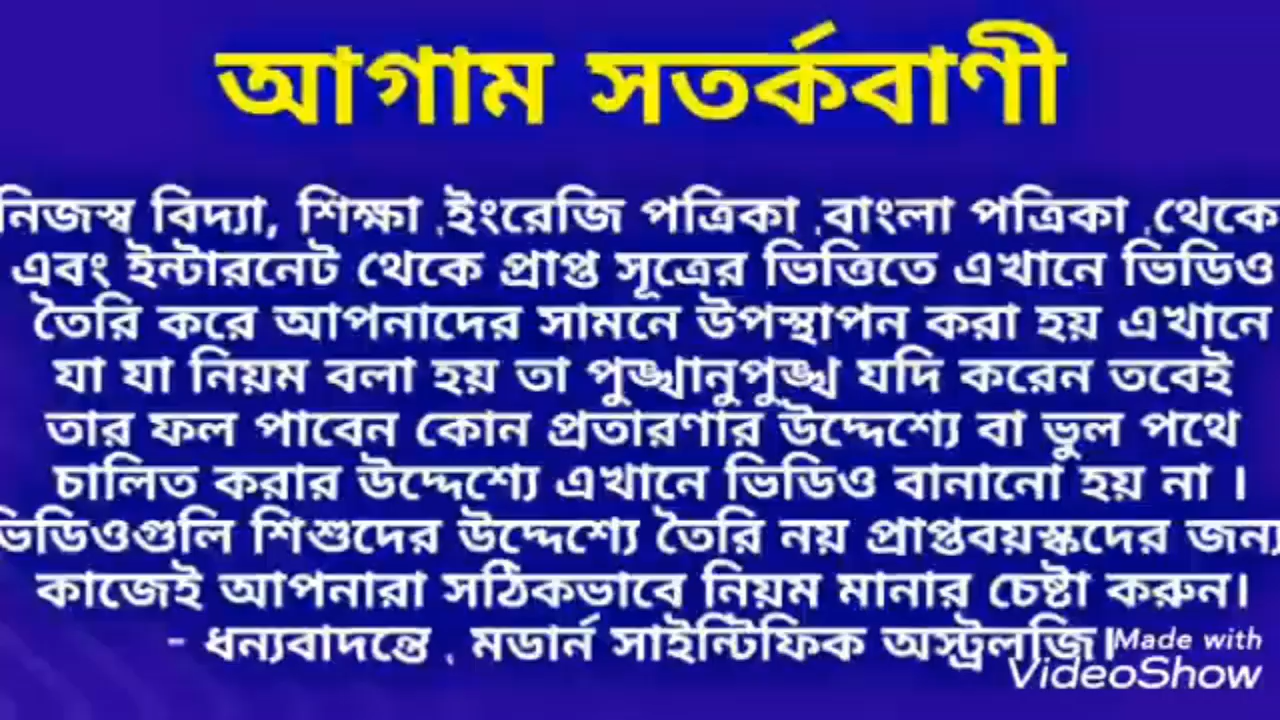 আগাম সতর্কবাণী
নিজস্ব বিদ্যা, শিক্ষা ,ইংরেজি পত্রিকা ,বাংলা পত্রিকা ,থেকে
এবং ইন্টারনেট থেকে প্রাপ্ত সূত্রের ভিত্তিতে এখানে ভিডিও
তৈরি করে আপনাদের সামনে উপস্থাপন করা হয় এখানে
যা যা নিয়ম বলা হয় তা পুঙ্খানুপুঙ্খ যদি করেন তবেই
তার ফল পাবেন কোন প্রতারণার উদ্দেশ্যে বা ভুল পথে
চালিত করার উদ্দেশ্যে এখানে ভিডিও বানানো হয় না ।
ভিডিওগুলি শিশুদের উদ্দেশ্যে তৈরি নয় প্রাপ্তবয়স্কদের জন্য
কাজেই আপনারা সঠিকভাবে নিয়ম মানার চেষ্টা করুন।
- ধন্যবাদন্তে , মডার্ন সাইন্টিফিক অস্ট্রলজি।
Made with
VideoShow